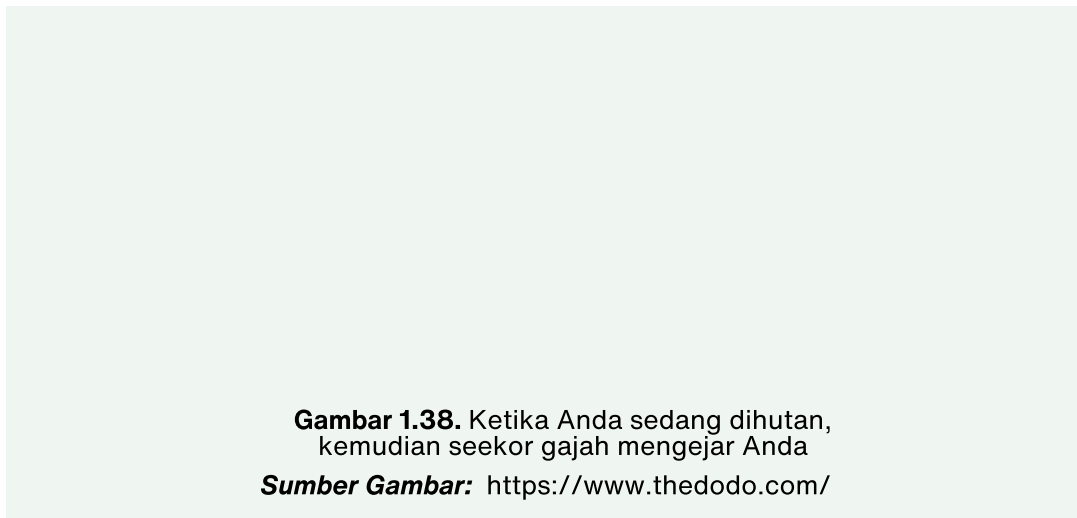 Gambar 1.38. Ketika Anda sedang dihutan,
kemudian seekor gajah mengejar Anda
Sumber Gambar: https://www.thedodo.com/